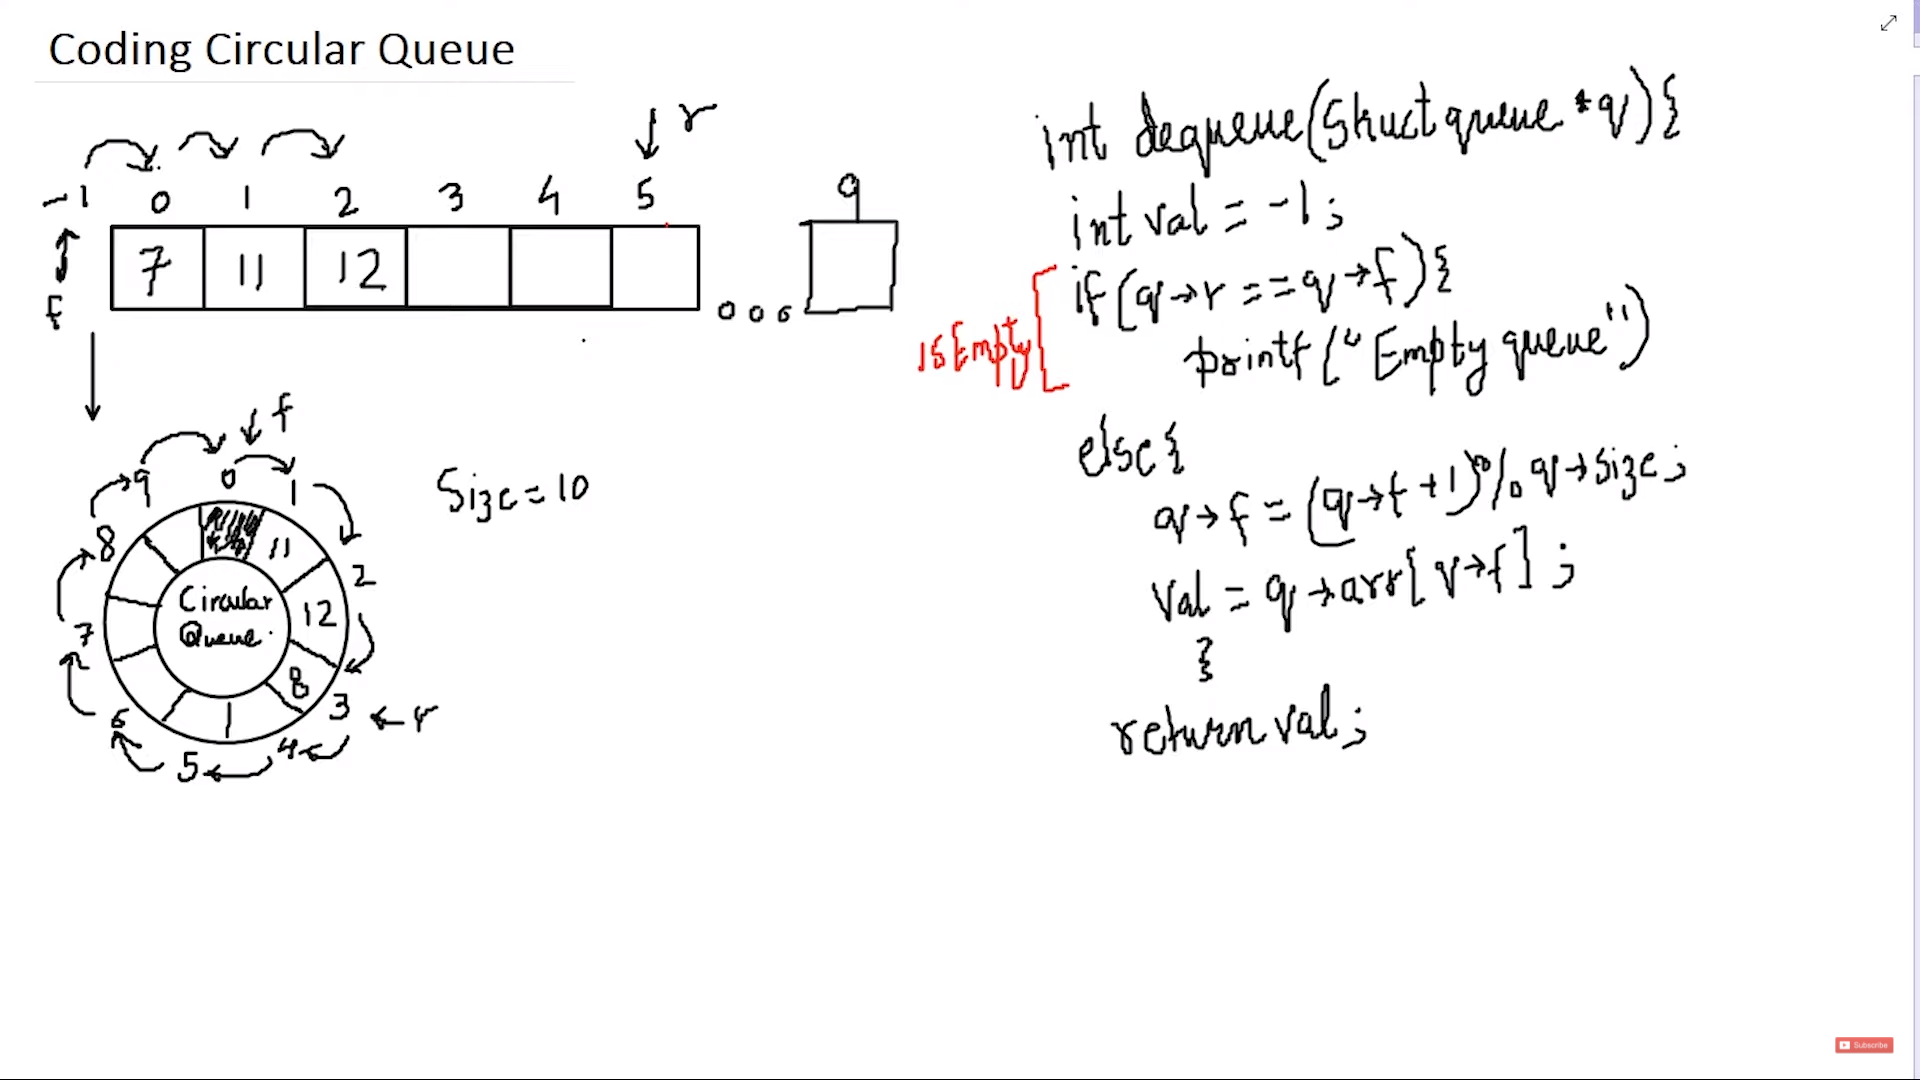 Coding Circular Queue
r
-1 0 1 2 3 4 5 9
7 11 12
f
f
9 0 1
8 11 2
Size = 10
Circular
Queue
12
7
8
6 3 ← r
5 4
int dequeue(struct queue *q){
int val = -1;
if(q→r == q→f){
isEmpty
printf("Empty queue")
else{
q→f = (q→f +1)% q→size;
val = q→arr[q→f];
}
return val;
Subscribe